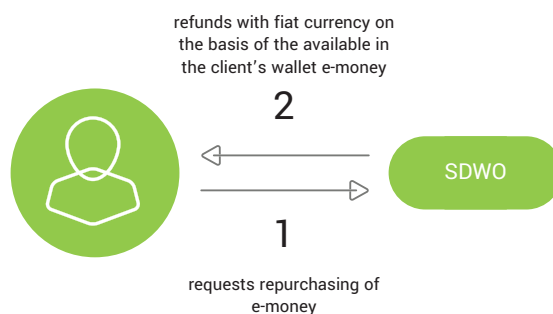 refunds with fiat currency on
the basis of the available in
the client's wallet e-money
2
SDWO
1
requests repurchasing of
e-money